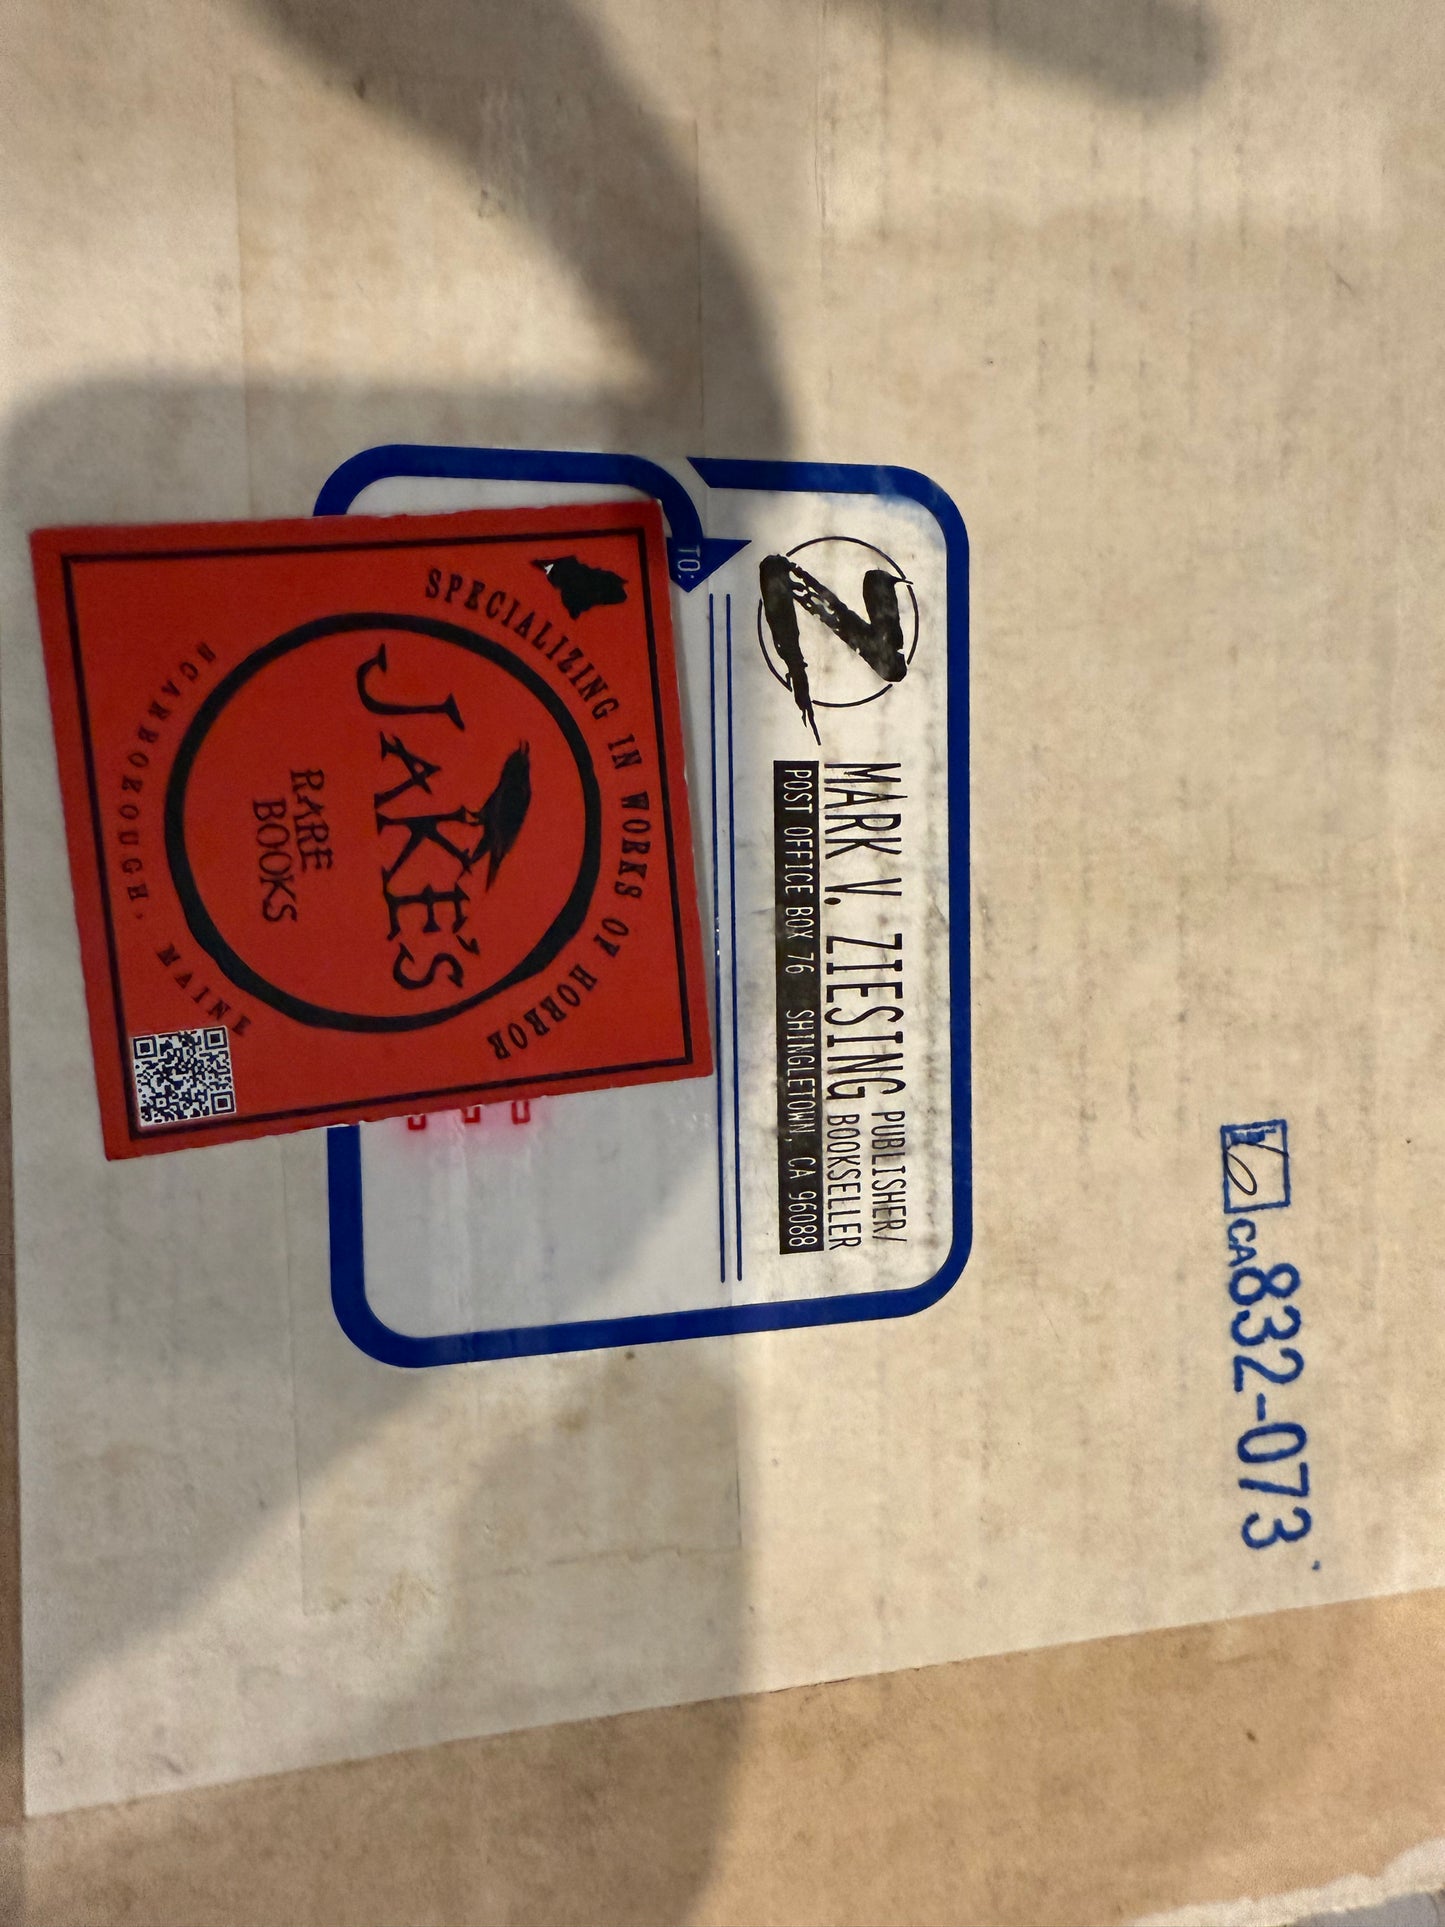 Z
MARK V. ZIESING PUBLISHER/
BOOKSELLER
POST OFFICE BOX 76 SHINGLETOWN, CA 96088
TO:
SPECIALIZING IN WORKS OF HORROR
JAKE'S
RARE
BOOKS
SCARBOROUGH, MAINE
CA832-073